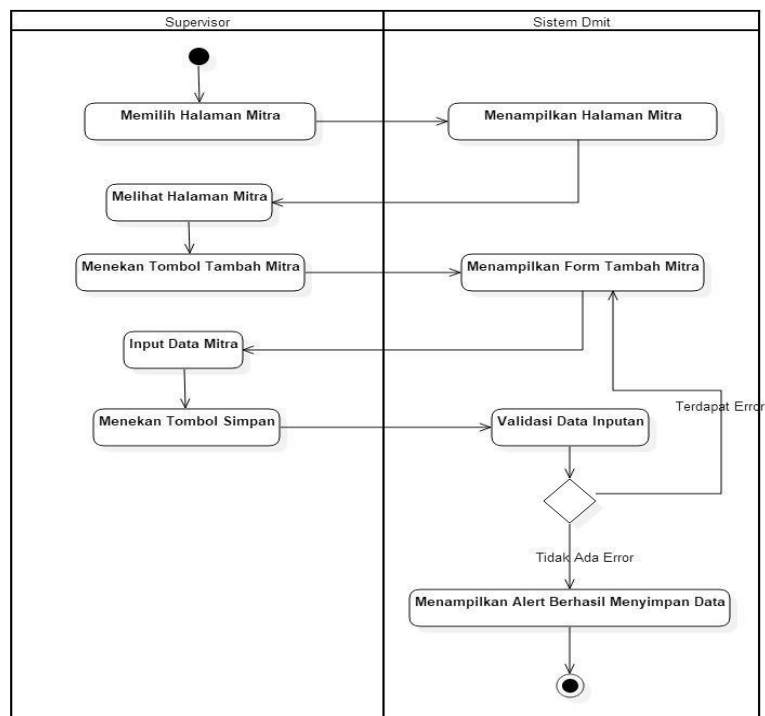 Supervisor
Sistem Dmit
Memilih Halaman Mitra
Menampilkan Halaman Mitra
Melihat Halaman Mitra
Menekan Tombol Tambah Mitra
Menampilkan Form Tambah Mitra
Input Data Mitra
Terdapat Error
Menekan Tombol Simpan
Validasi Data Inputan
Tidak Ada Error
Menampilkan Alert Berhasil Menyimpan Data